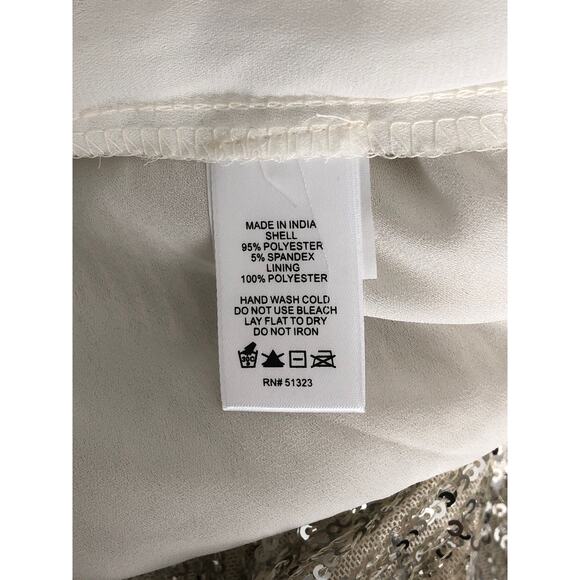 MADE IN INDIA
SHELL
95% POLYESTER
5% SPANDEX
LINING
100% POLYESTER
HAND WASH COLD
DO NOT USE BLEACH
LAY FLAT TO DRY
DO NOT IRON
RN# 51323